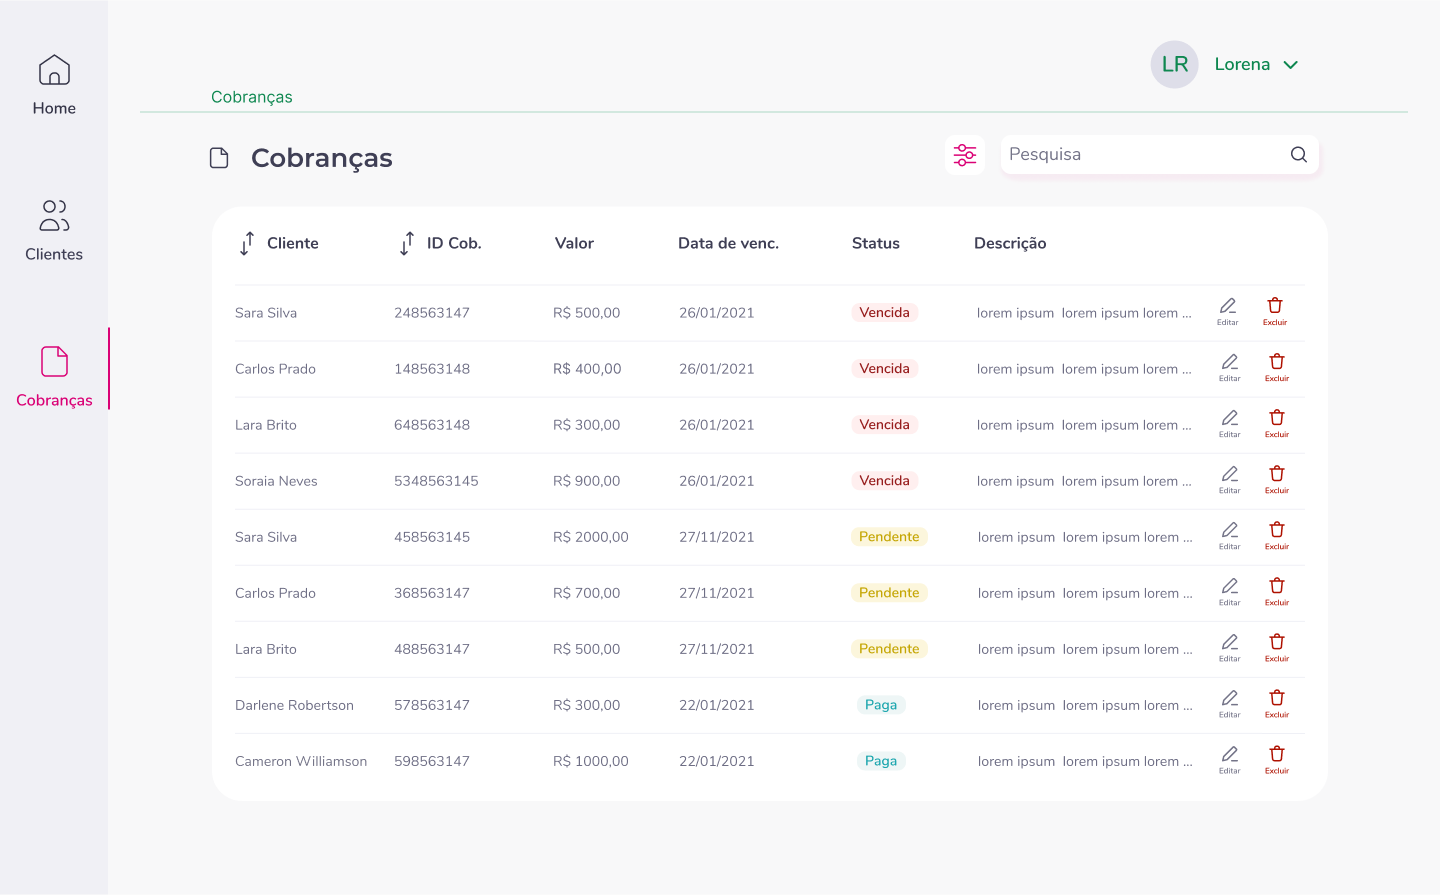 LR Lorena
Cobranças
Home
Clientes
Cobranças
Cobranças
Pesquisa
Cliente ID Cob. Valor Data de venc. Status Descrição
Sara Silva 248563147 R$ 500,00 26/01/2021 Vencida lorem ipsum lorem ipsum lorem ... Editar Excluir
Carlos Prado 148563148 R$ 400,00 26/01/2021 Vencida lorem ipsum lorem ipsum lorem ... Editar Excluir
Lara Brito 648563148 R$ 300,00 26/01/2021 Vencida lorem ipsum lorem ipsum lorem ... Editar Excluir
Soraia Neves 5348563145 R$ 900,00 26/01/2021 Vencida lorem ipsum lorem ipsum lorem ... Editar Excluir
Sara Silva 458563145 R$ 2000,00 27/11/2021 Pendente lorem ipsum lorem ipsum lorem ... Editar Excluir
Carlos Prado 368563147 R$ 700,00 27/11/2021 Pendente lorem ipsum lorem ipsum lorem ... Editar Excluir
Lara Brito 488563147 R$ 500,00 27/11/2021 Pendente lorem ipsum lorem ipsum lorem ... Editar Excluir
Darlene Robertson 578563147 R$ 300,00 22/01/2021 Paga lorem ipsum lorem ipsum lorem ... Editar Excluir
Cameron Williamson 598563147 R$ 1000,00 22/01/2021 Paga lorem ipsum lorem ipsum lorem ... Editar Excluir